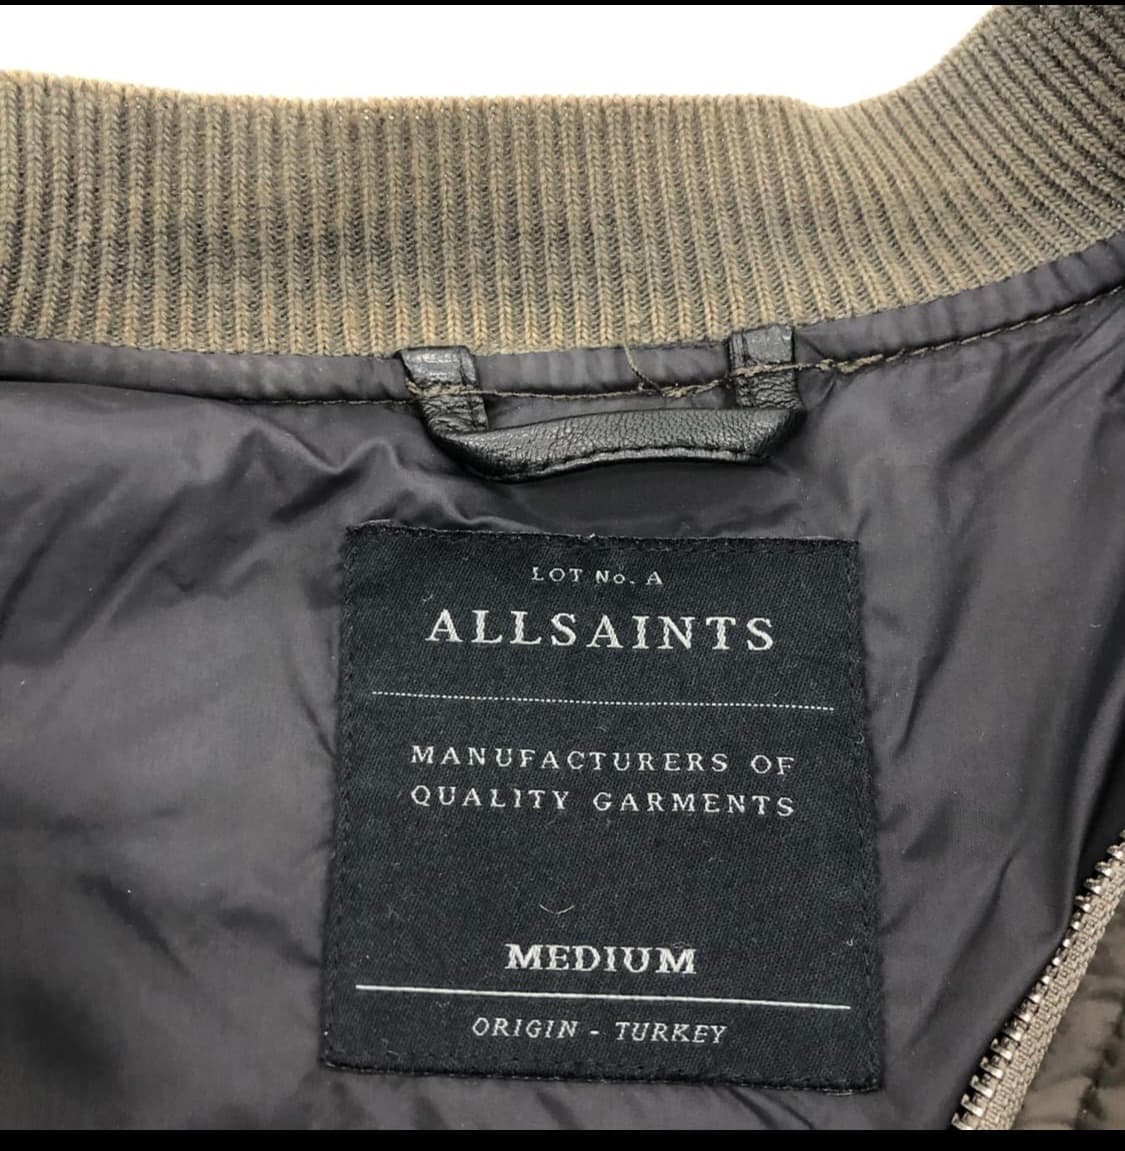 LOT No. A
ALLSAINTS
MANUFACTURERS OF
QUALITY GARMENTS
MEDIUM
ORIGIN - TURKEY